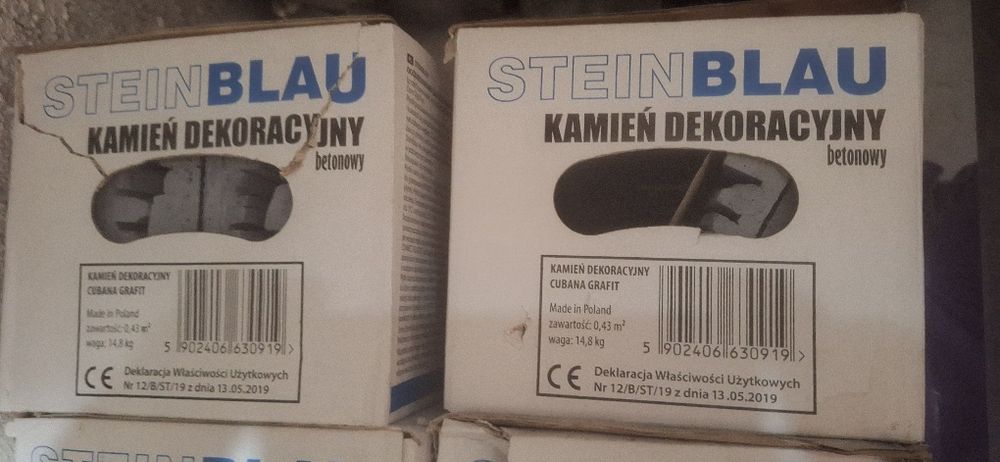 STEINBLAU
KAMIEŃ DEKORACYJNY
betonowy
KAMIEŃ DEKORACYJNY
CUBANA GRAFIT
Made in Poland
zawartość: 0,43 m²
waga: 14,8 kg
5 902406 630919 >
CE
Deklaracja Właściwości Użytkowych
Nr 12/B/ST/19 z dnia 13.05.2019
STEINBLAU
KAMIEŃ DEKORACYJNY
betonowy
KAMIEŃ DEKORACYJNY
CUBANA GRAFIT
Made in Poland
zawartość: 0,43 m²
waga: 14,8 kg
5 902406 630919 >
CE
Deklaracja Właściwości Użytkowych
Nr 12/B/ST/19 z dnia 13.05.2019